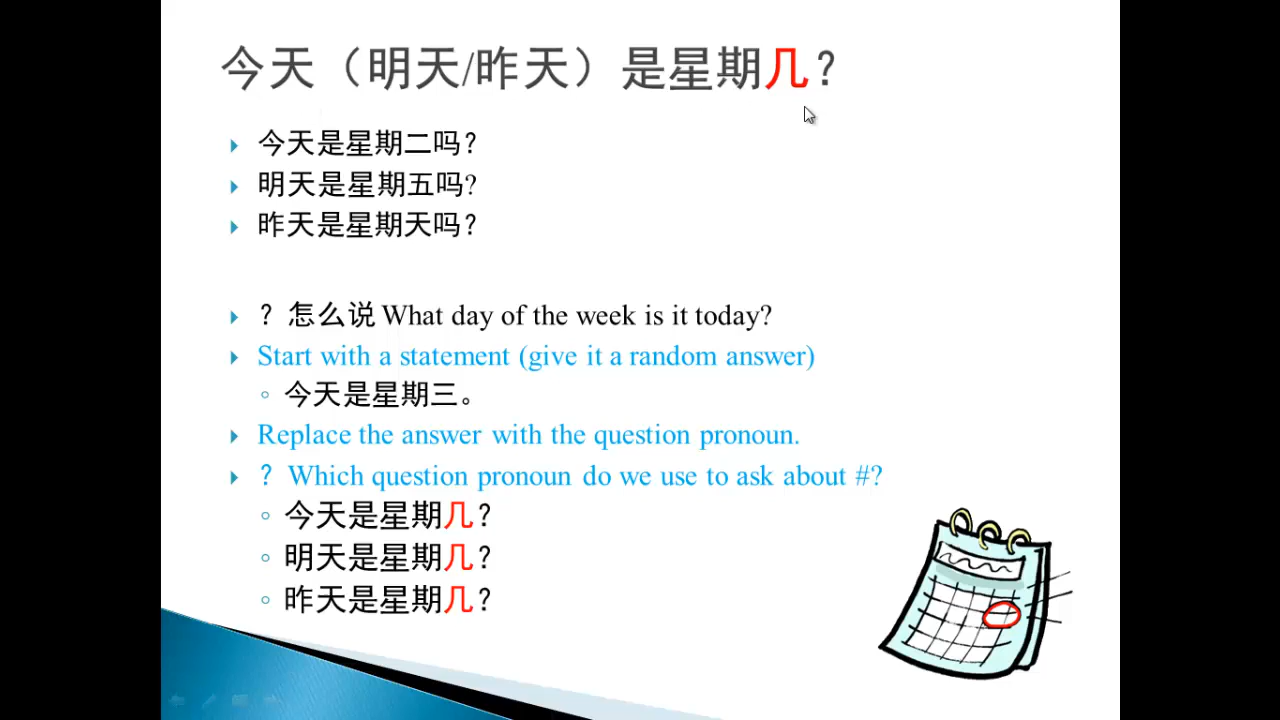 今天（明天/昨天）是星期几？
今天是星期二吗？
明天是星期五吗?
昨天是星期天吗？
？怎么说 What day of the week is it today?
Start with a statement (give it a random answer)
今天是星期三。
Replace the answer with the question pronoun.
？Which question pronoun do we use to ask about #?
今天是星期几？
明天是星期几？
昨天是星期几？